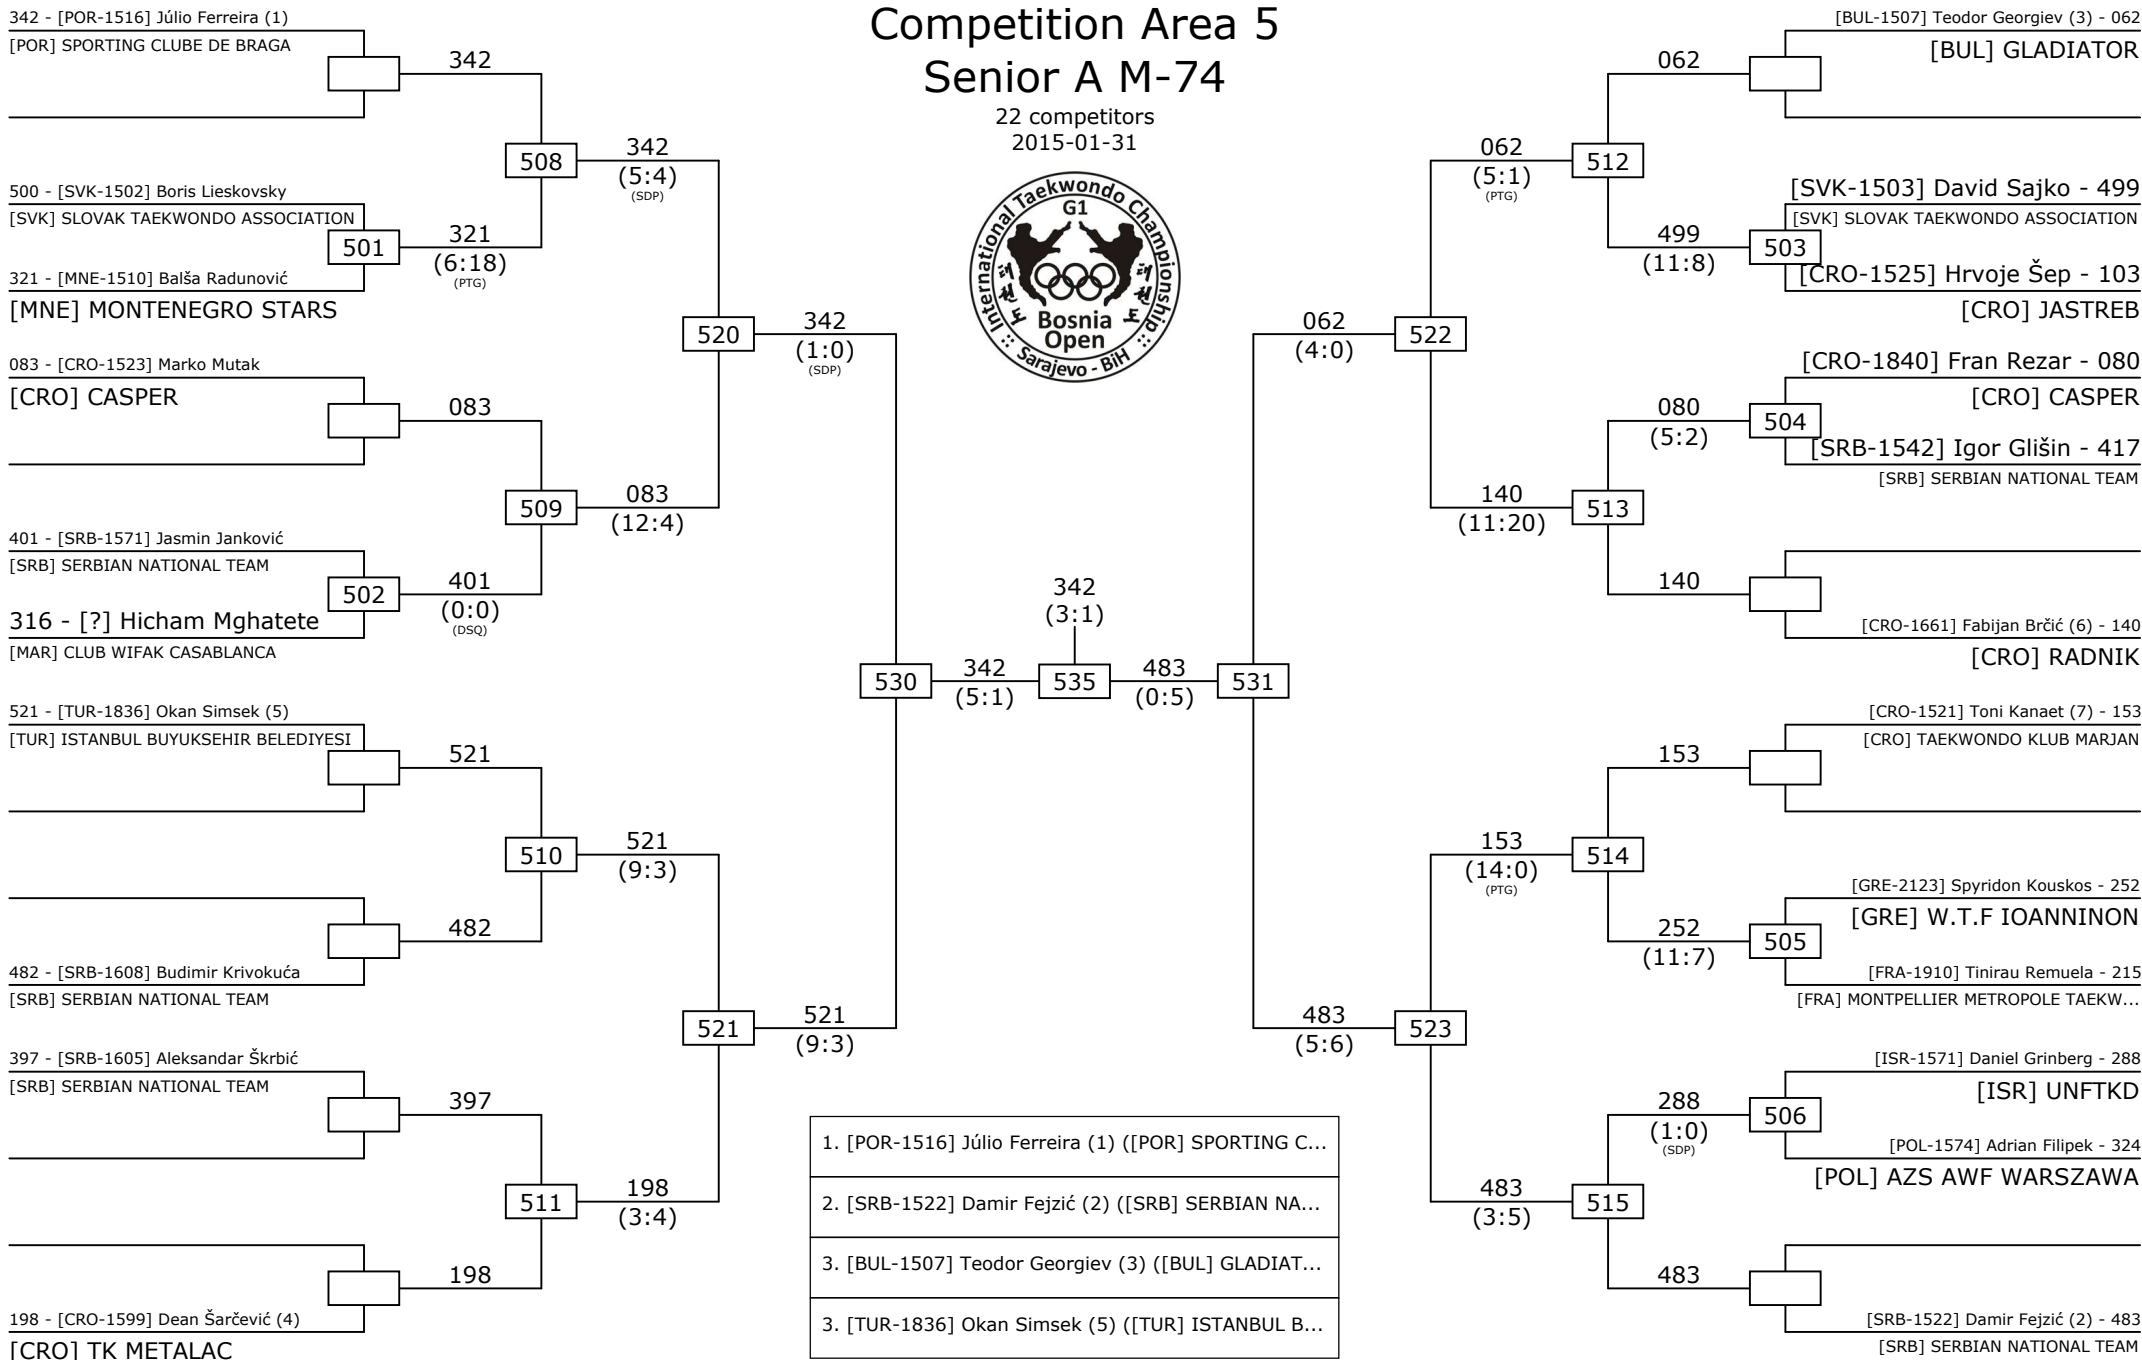 Competition Area 5
Senior A M-74
22 competitors
2015-01-31
International Taekwondo Championship
G1
Bosnia
Open
:: Sarajevo - BiH ::
342 - [POR-1516] Júlio Ferreira (1)
[POR] SPORTING CLUBE DE BRAGA
342
508
342
(5:4)
(SDP)
500 - [SVK-1502] Boris Lieskovsky
[SVK] SLOVAK TAEKWONDO ASSOCIATION
501
321
(6:18)
(PTG)
321 - [MNE-1510] Balša Radunović
[MNE] MONTENEGRO STARS
520
342
(1:0)
(SDP)
083 - [CRO-1523] Marko Mutak
[CRO] CASPER
083
509
083
(12:4)
401 - [SRB-1571] Jasmin Janković
[SRB] SERBIAN NATIONAL TEAM
502
401
(0:0)
(DSQ)
316 - [?] Hicham Mghatete
[MAR] CLUB WIFAK CASABLANCA
530
342
(5:1)
521 - [TUR-1836] Okan Simsek (5)
[TUR] ISTANBUL BUYUKSEHIR BELEDIYESI
521
510
521
(9:3)
482
482 - [SRB-1608] Budimir Krivokuća
[SRB] SERBIAN NATIONAL TEAM
521
521
(9:3)
397 - [SRB-1605] Aleksandar Škrbić
[SRB] SERBIAN NATIONAL TEAM
397
511
198
(3:4)
198
198 - [CRO-1599] Dean Šarčević (4)
[CRO] TK METALAC
342
(3:1)
535
[BUL-1507] Teodor Georgiev (3) - 062
[BUL] GLADIATOR
062
062
(5:1)
(PTG)
512
[SVK-1503] David Sajko - 499
[SVK] SLOVAK TAEKWONDO ASSOCIATION
499
(11:8)
503
[CRO-1525] Hrvoje Šep - 103
[CRO] JASTREB
062
(4:0)
522
[CRO-1840] Fran Rezar - 080
[CRO] CASPER
080
(5:2)
504
[SRB-1542] Igor Glišin - 417
[SRB] SERBIAN NATIONAL TEAM
140
(11:20)
513
140
[CRO-1661] Fabijan Brčić (6) - 140
[CRO] RADNIK
483
(0:5)
531
[CRO-1521] Toni Kanaet (7) - 153
[CRO] TAEKWONDO KLUB MARJAN
153
153
(14:0)
(PTG)
514
[GRE-2123] Spyridon Kouskos - 252
[GRE] W.T.F IOANNINON
252
(11:7)
505
[FRA-1910] Tinirau Remuela - 215
[FRA] MONTPELLIER METROPOLE TAEKW...
483
(5:6)
523
[ISR-1571] Daniel Grinberg - 288
[ISR] UNFTKD
288
(1:0)
(SDP)
506
[POL-1574] Adrian Filipek - 324
[POL] AZS AWF WARSZAWA
483
(3:5)
515
483
[SRB-1522] Damir Fejzić (2) - 483
[SRB] SERBIAN NATIONAL TEAM
1. [POR-1516] Júlio Ferreira (1) ([POR] SPORTING C...
2. [SRB-1522] Damir Fejzić (2) ([SRB] SERBIAN NA...
3. [BUL-1507] Teodor Georgiev (3) ([BUL] GLADIAT...
3. [TUR-1836] Okan Simsek (5) ([TUR] ISTANBUL B...